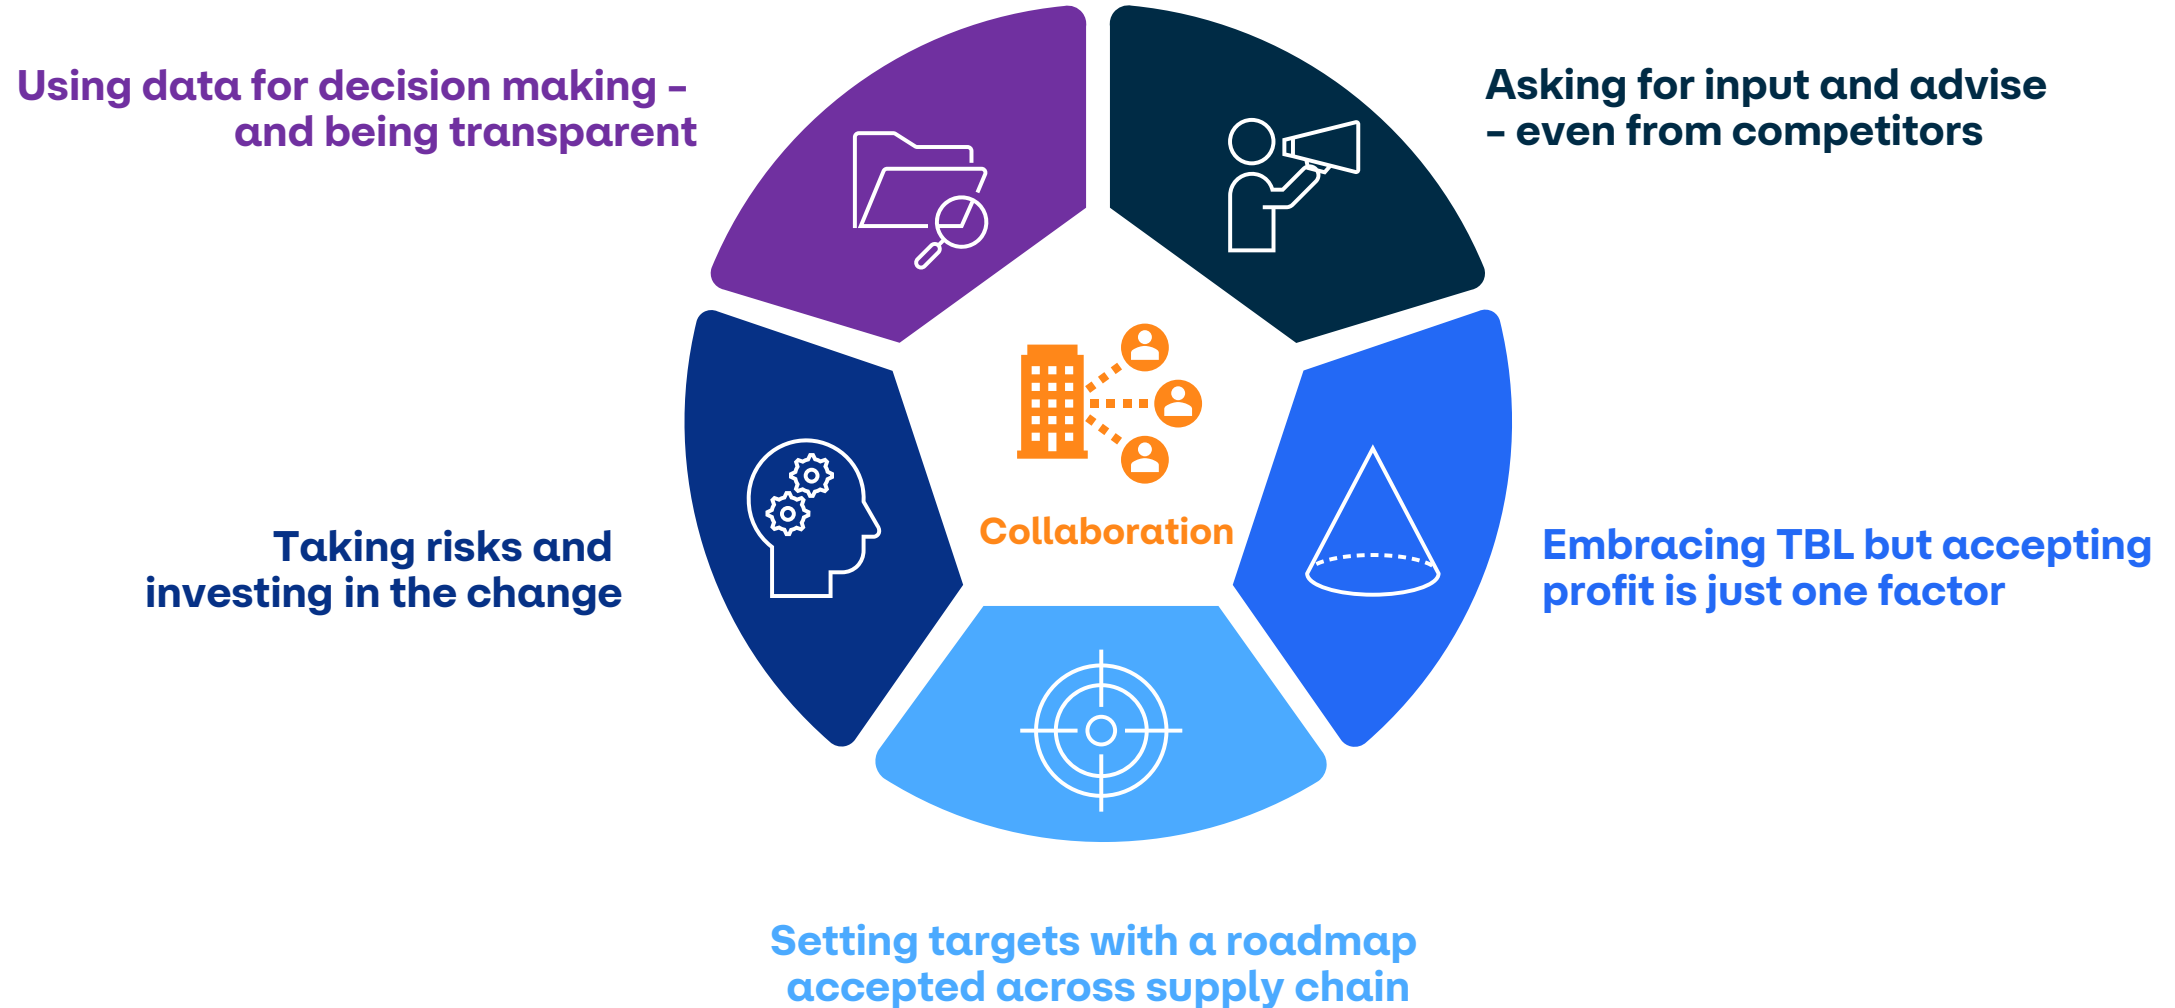 Using data for decision making –
and being transparent
Asking for input and advise
– even from competitors
Collaboration
Taking risks and
investing in the change
Embracing TBL but accepting
profit is just one factor
Setting targets with a roadmap
accepted across supply chain